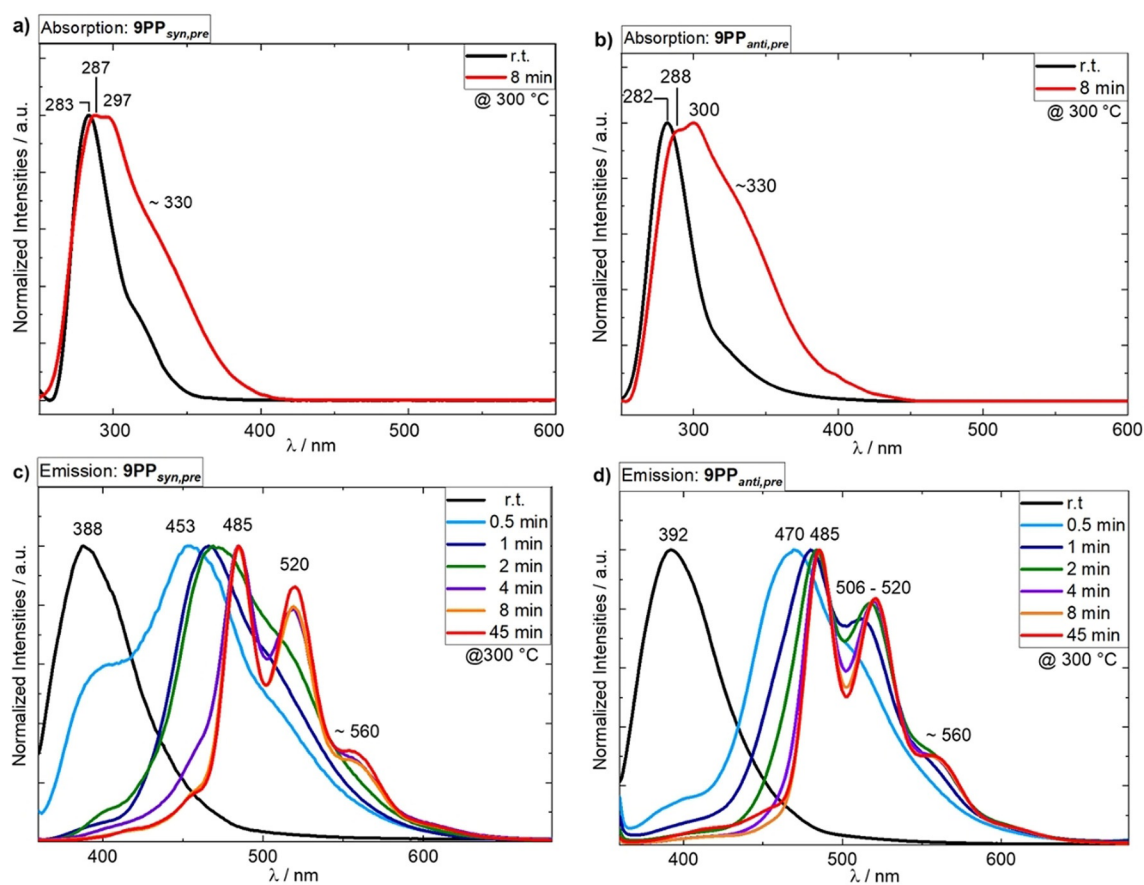 a) Absorption: 9PPsyn,pre
r.t.
8 min
@ 300 °C
287
283
297
~ 330
Normalized Intensities / a.u.
300
400
500
600
λ / nm
b) Absorption: 9PPanti,pre
r.t.
8 min
@ 300 °C
288
282
300
~330
Normalized Intensities / a.u.
300
400
500
600
λ / nm
c) Emission: 9PPsyn,pre
r.t.
0.5 min
1 min
2 min
4 min
8 min
45 min
@300 °C
388
453
485
520
~ 560
Normalized Intensities / a.u.
400
500
600
λ / nm
d) Emission: 9PPanti,pre
r.t
0.5 min
1 min
2 min
4 min
8 min
45 min
@ 300 °C
392
470 485
506 - 520
~ 560
Normalized Intensities / a.u.
400
500
600
λ / nm